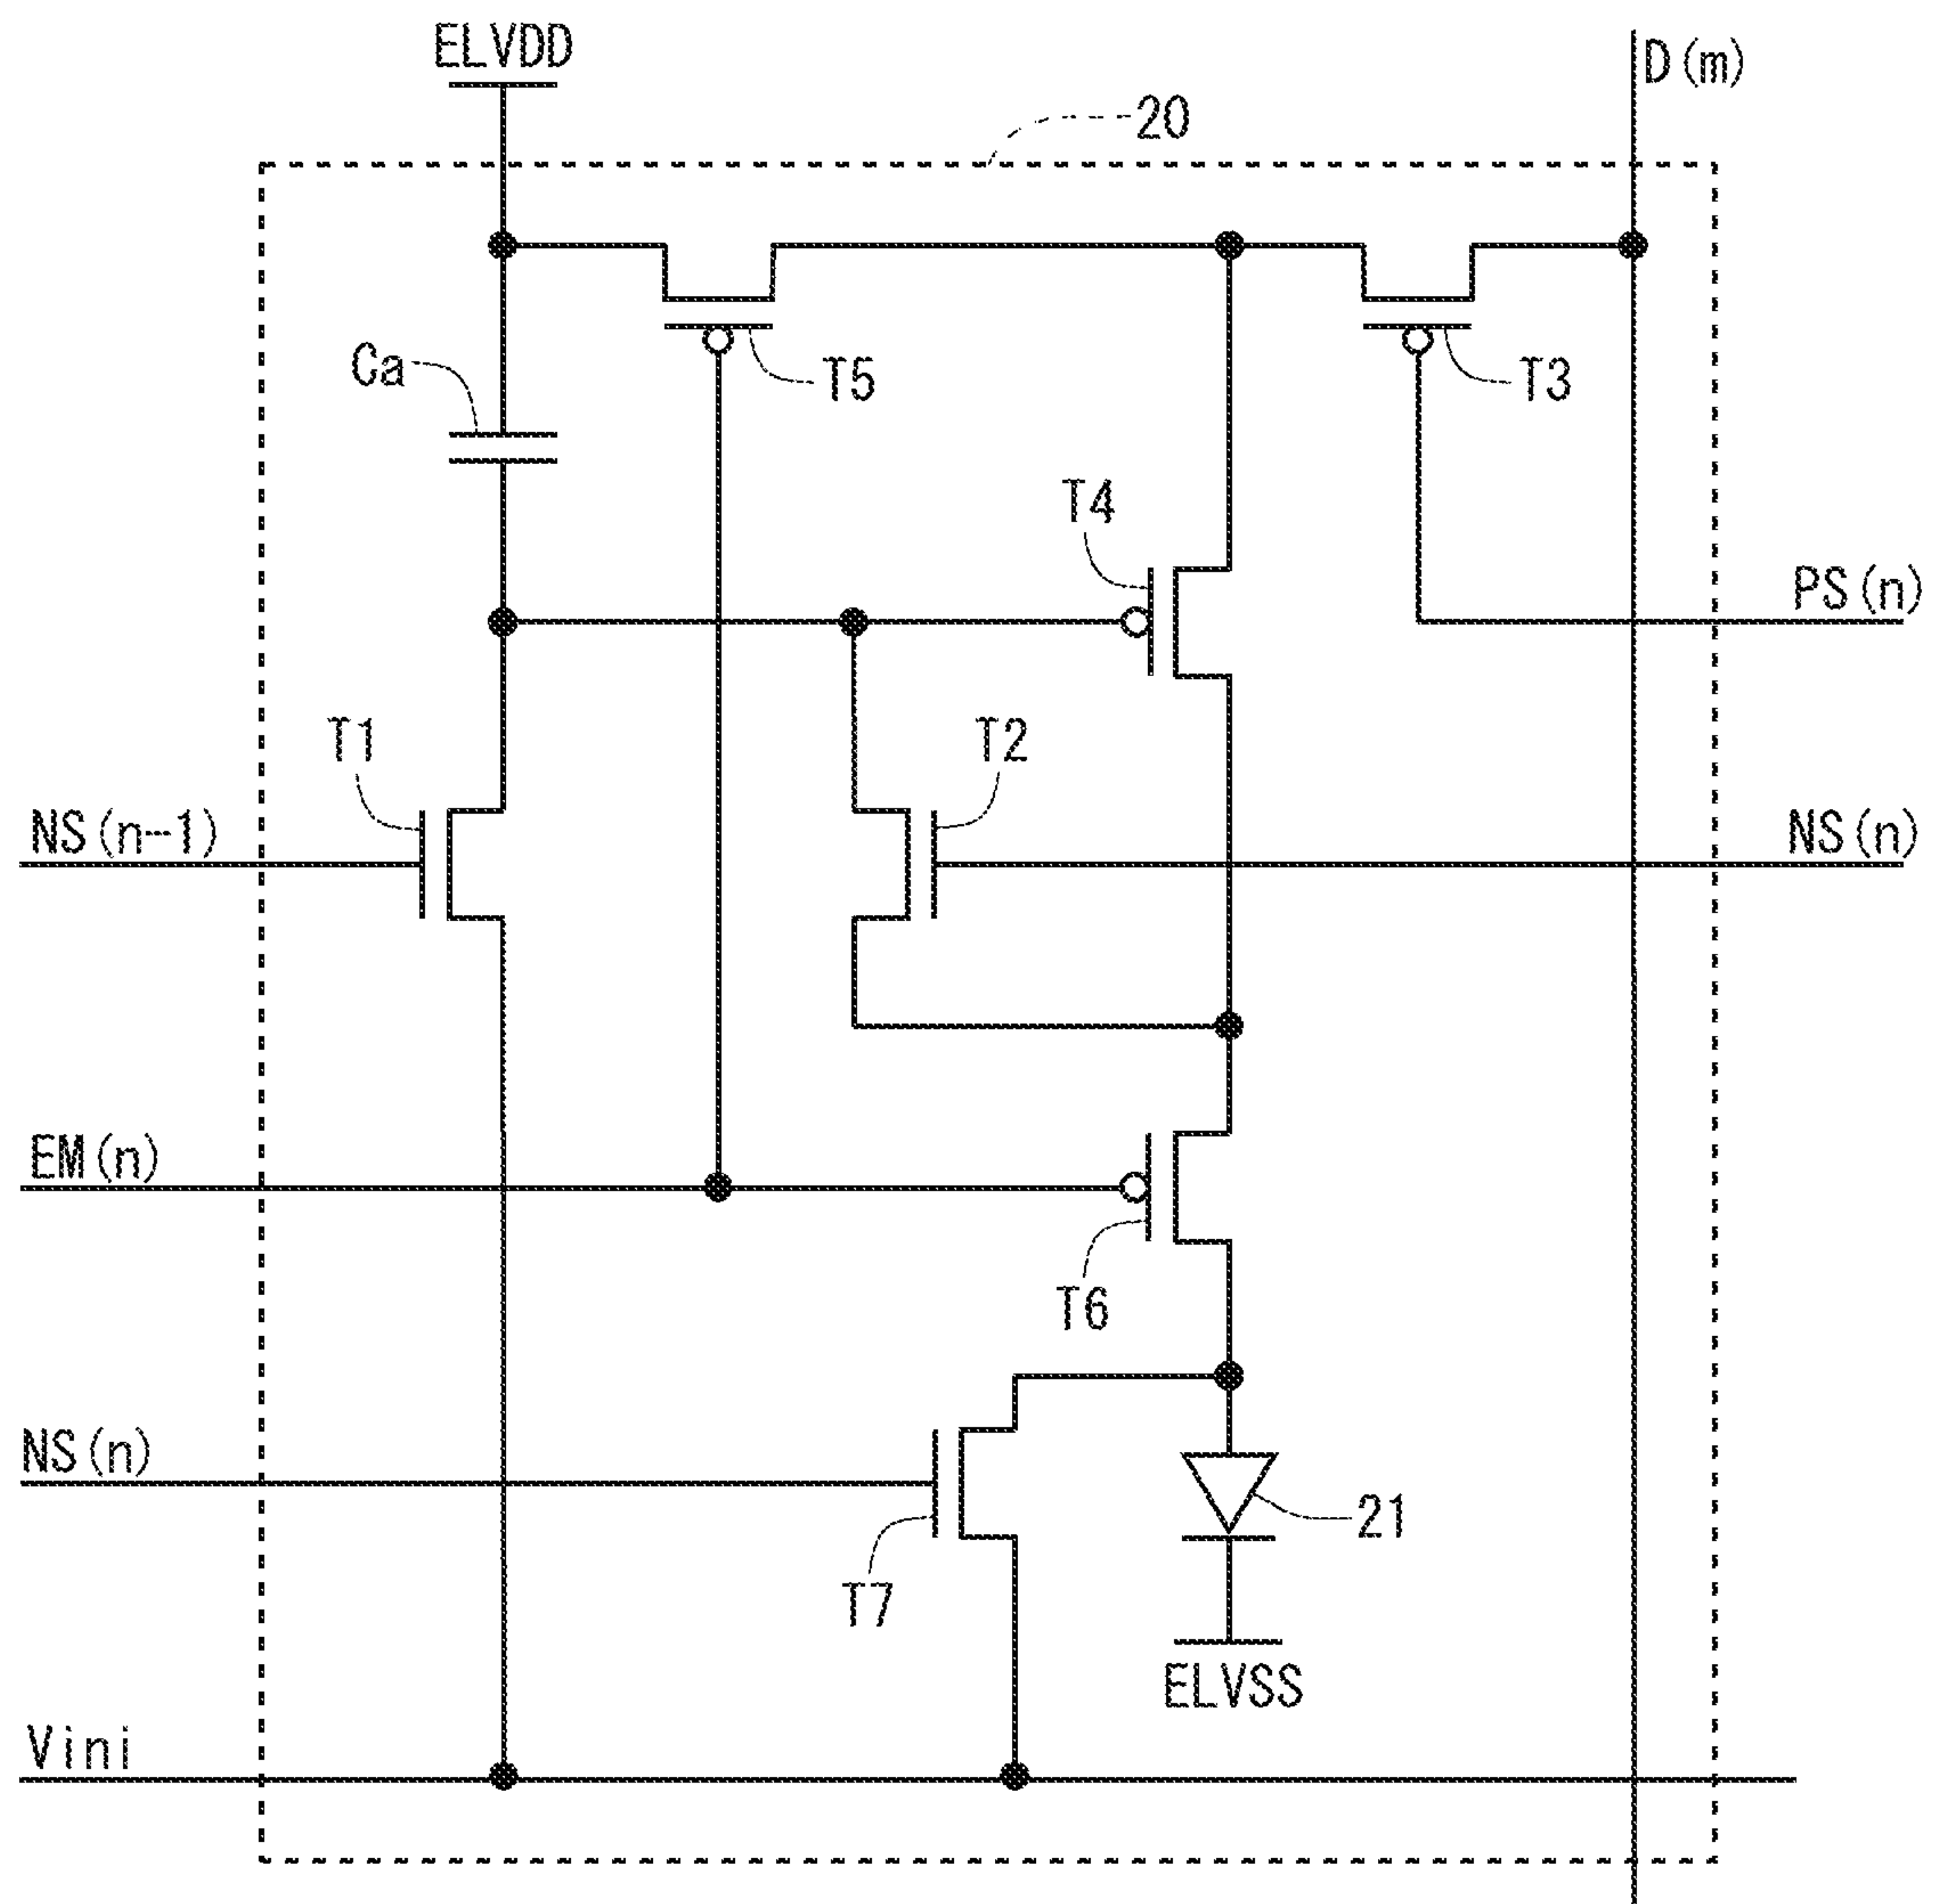 ELVDD
D(m)
20
Ca
T5
T3
T4
PS(n)
T1
T2
NS(n-1)
NS(n)
EM(n)
T6
NS(n)
21
T7
ELVSS
Vini